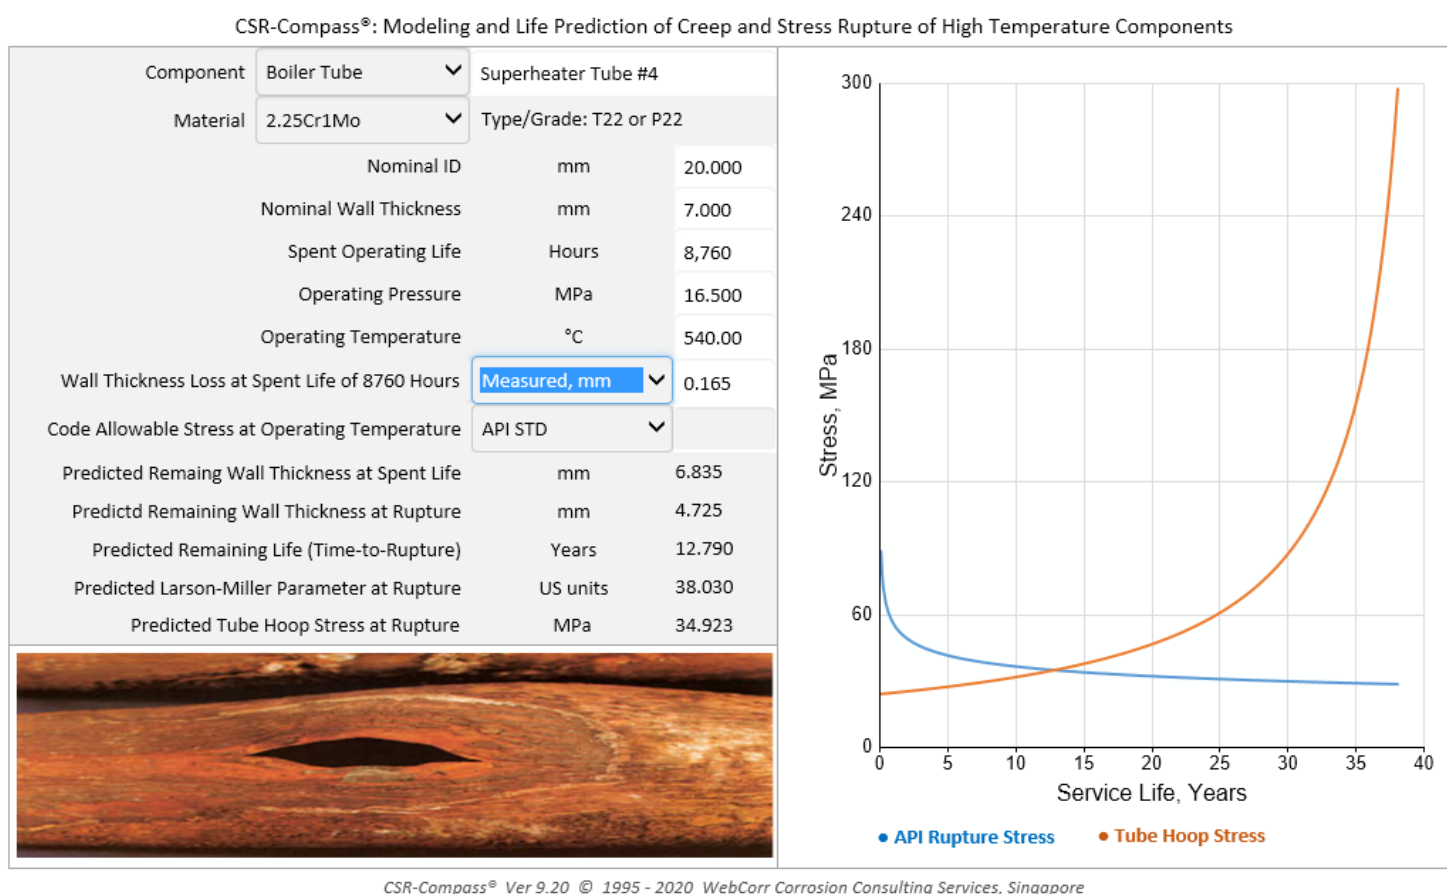 CSR-Compass®: Modeling and Life Prediction of Creep and Stress Rupture of High Temperature Components
Component Boiler Tube Superheater Tube #4
Material 2.25Cr1Mo Type/Grade: T22 or P22
Nominal ID mm 20.000
Nominal Wall Thickness mm 7.000
Spent Operating Life Hours 8,760
Operating Pressure MPa 16.500
Operating Temperature °C 540.00
Wall Thickness Loss at Spent Life of 8760 Hours Measured, mm 0.165
Code Allowable Stress at Operating Temperature API STD
Predicted Remaing Wall Thickness at Spent Life mm 6.835
Predictd Remaining Wall Thickness at Rupture mm 4.725
Predicted Remaining Life (Time-to-Rupture) Years 12.790
Predicted Larson-Miller Parameter at Rupture US units 38.030
Predicted Tube Hoop Stress at Rupture MPa 34.923
300
240
180
120
60
0
Stress, MPa
0 5 10 15 20 25 30 35 40
Service Life, Years
API Rupture Stress Tube Hoop Stress
CSR-Compass® Ver 9.20 © 1995 - 2020 WebCorr Corrosion Consulting Services, Singapore